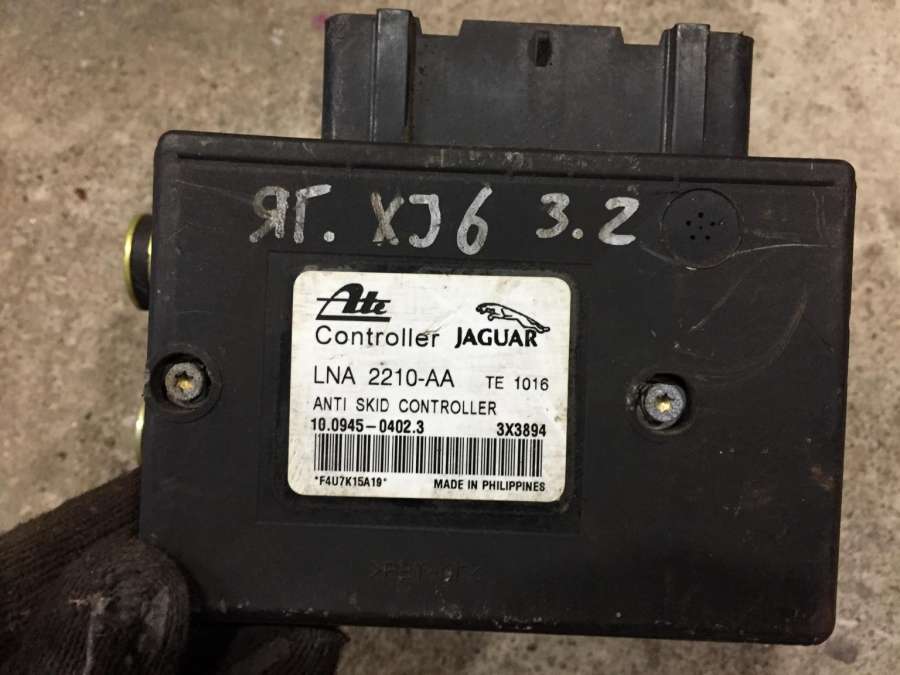 ЯГ. XJ6 3.2
Ate
Controller JAGUAR
LNA 2210-AA TE 1016
ANTI SKID CONTROLLER
10.0945-0402.3 3X3894
*F4U7K15A19* MADE IN PHILIPPINES